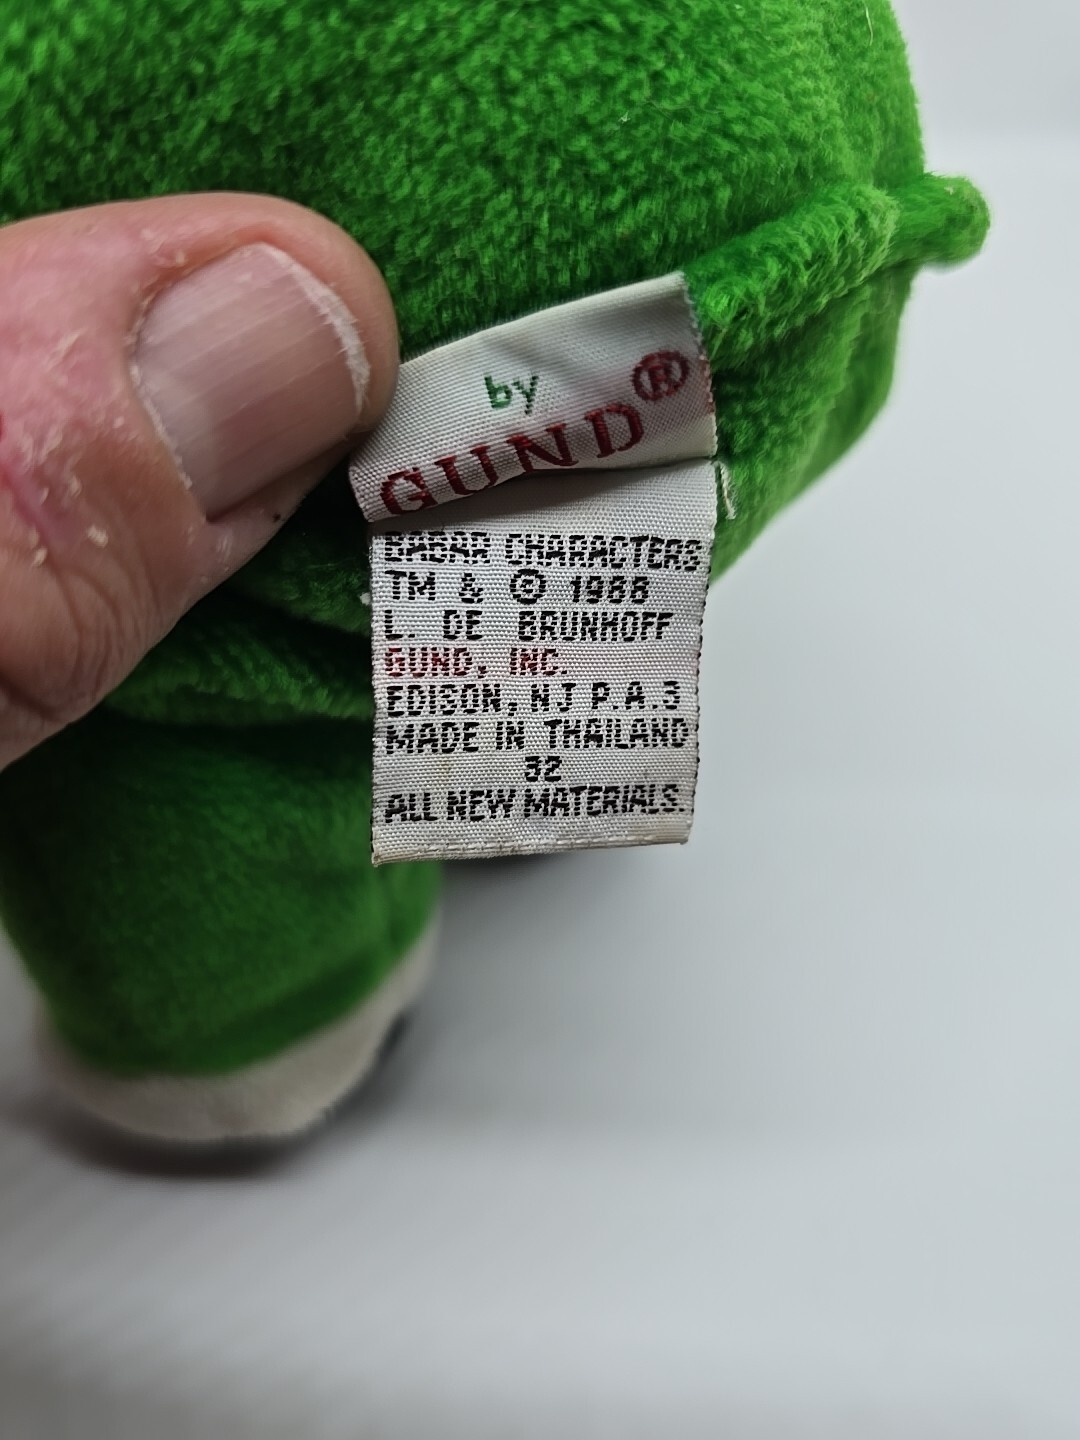 by
GUND®
BABAR CHARACTERS
TM & © 1988
L. DE BRUNHOFF
GUND, INC.
EDISON, NJ P.A.3
MADE IN THAILAND
32
ALL NEW MATERIALS.